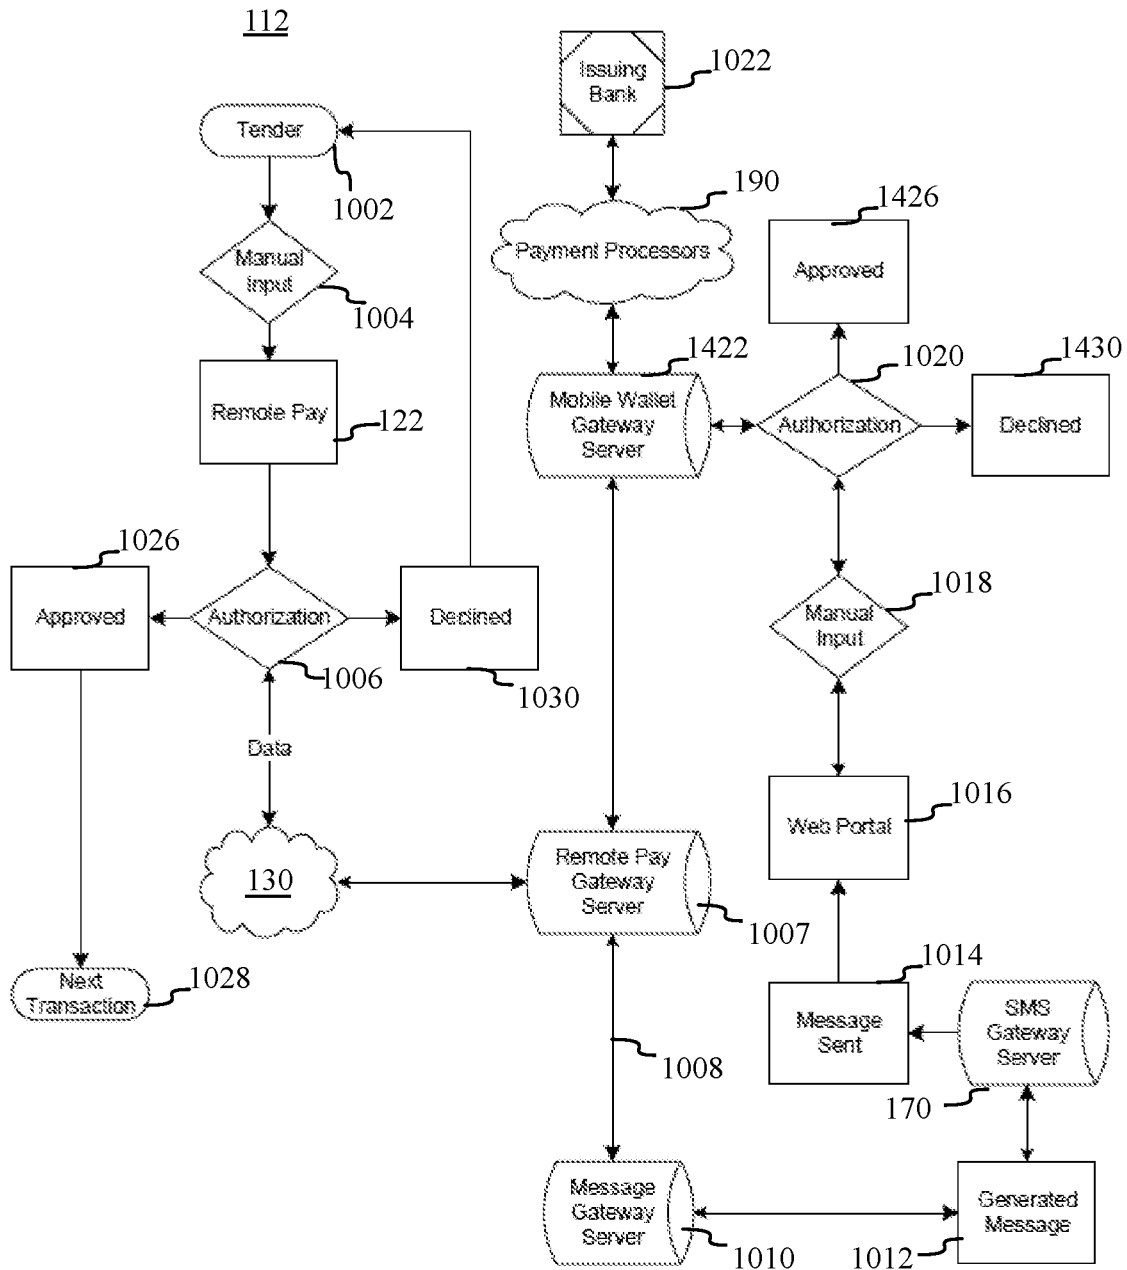 112
Issuing
Bank
1022
Tender
1002
190
Payment Processors
1426
Approved
Manual
Input
1004
1422
Mobile Wallet
Gateway
Server
1020
Authorization
1430
Declined
Remote Pay
122
1026
Approved
Authorization
1006
Declined
1030
1018
Manual
Input
Data
1016
Web Portal
130
Remote Pay
Gateway
Server
1007
Next
Transaction
1028
1014
Message
Sent
SMS
Gateway
Server
170
1008
Message
Gateway
Server
1010
Generated
Message
1012